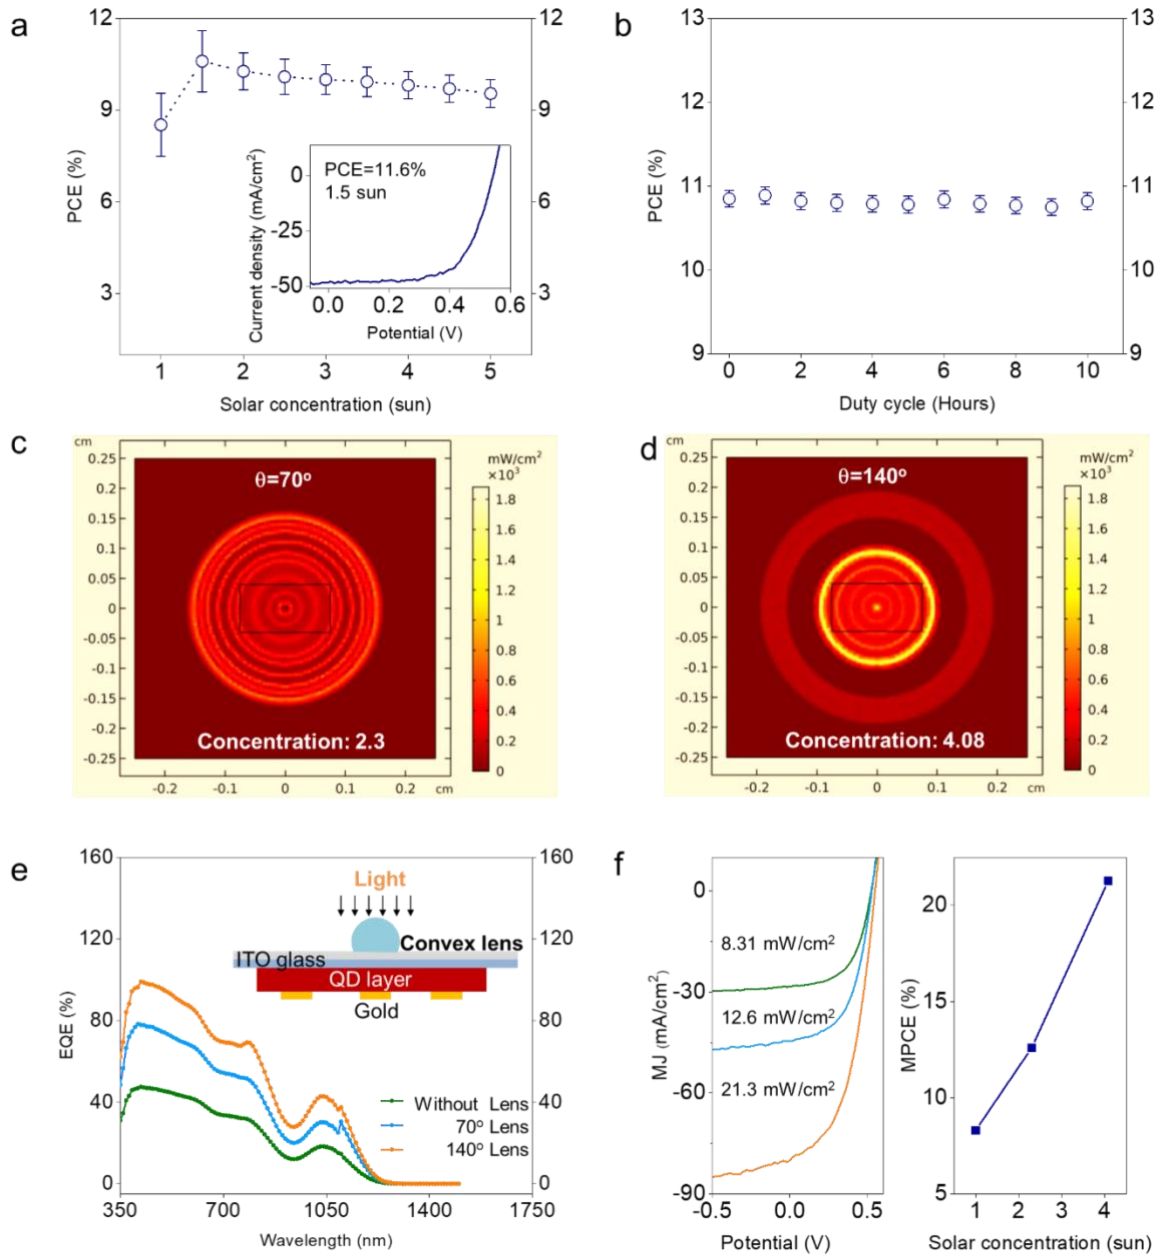 a
12
9
6
3
PCE (%)
12
9
6
3
1
2
3
4
5
Solar concentration (sun)
PCE=11.6%
1.5 sun
Current density (mA/cm²)
0
-25
-50
0.0
0.2
0.4
0.6
Potential (V)
b
13
12
11
10
9
PCE (%)
13
12
11
10
9
0
2
4
6
8
10
Duty cycle (Hours)
c
cm
0.25
0.2
0.15
0.1
0.05
0
-0.05
-0.1
-0.15
-0.2
-0.25
θ=70º
Concentration: 2.3
-0.2
-0.1
0
0.1
0.2
cm
mW/cm²
×10³
1.8
1.6
1.4
1.2
1
0.8
0.6
0.4
0.2
0
d
cm
0.25
0.2
0.15
0.1
0.05
0
-0.05
-0.1
-0.15
-0.2
-0.25
θ=140º
Concentration: 4.08
-0.2
-0.1
0
0.1
0.2
cm
mW/cm²
×10³
1.8
1.6
1.4
1.2
1
0.8
0.6
0.4
0.2
0
e
160
120
80
40
0
EQE (%)
160
120
80
40
0
350
700
1050
1400
1750
Wavelength (nm)
Light
Convex lens
ITO glass
QD layer
Gold
Without Lens
70º Lens
140º Lens
f
0
-30
-60
-90
MJ (mA/cm²)
8.31 mW/cm²
12.6 mW/cm²
21.3 mW/cm²
-0.5
0.0
0.5
Potential (V)
20
15
10
5
MPCE (%)
1
2
3
4
Solar concentration (sun)